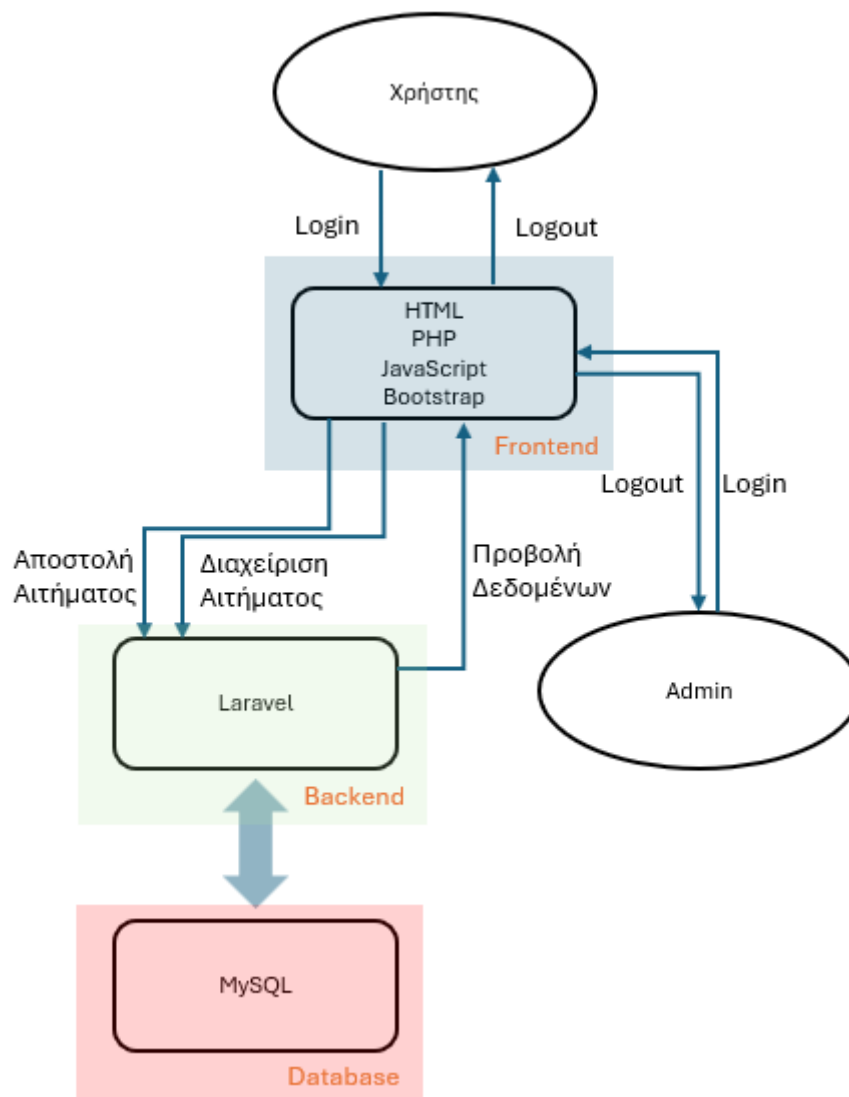 Χρήστης
Login
Logout
HTML
PHP
JavaScript
Bootstrap
Frontend
Logout
Login
Αποστολή
Αιτήματος
Διαχείριση
Αιτήματος
Προβολή
Δεδομένων
Laravel
Admin
Backend
MySQL
Database